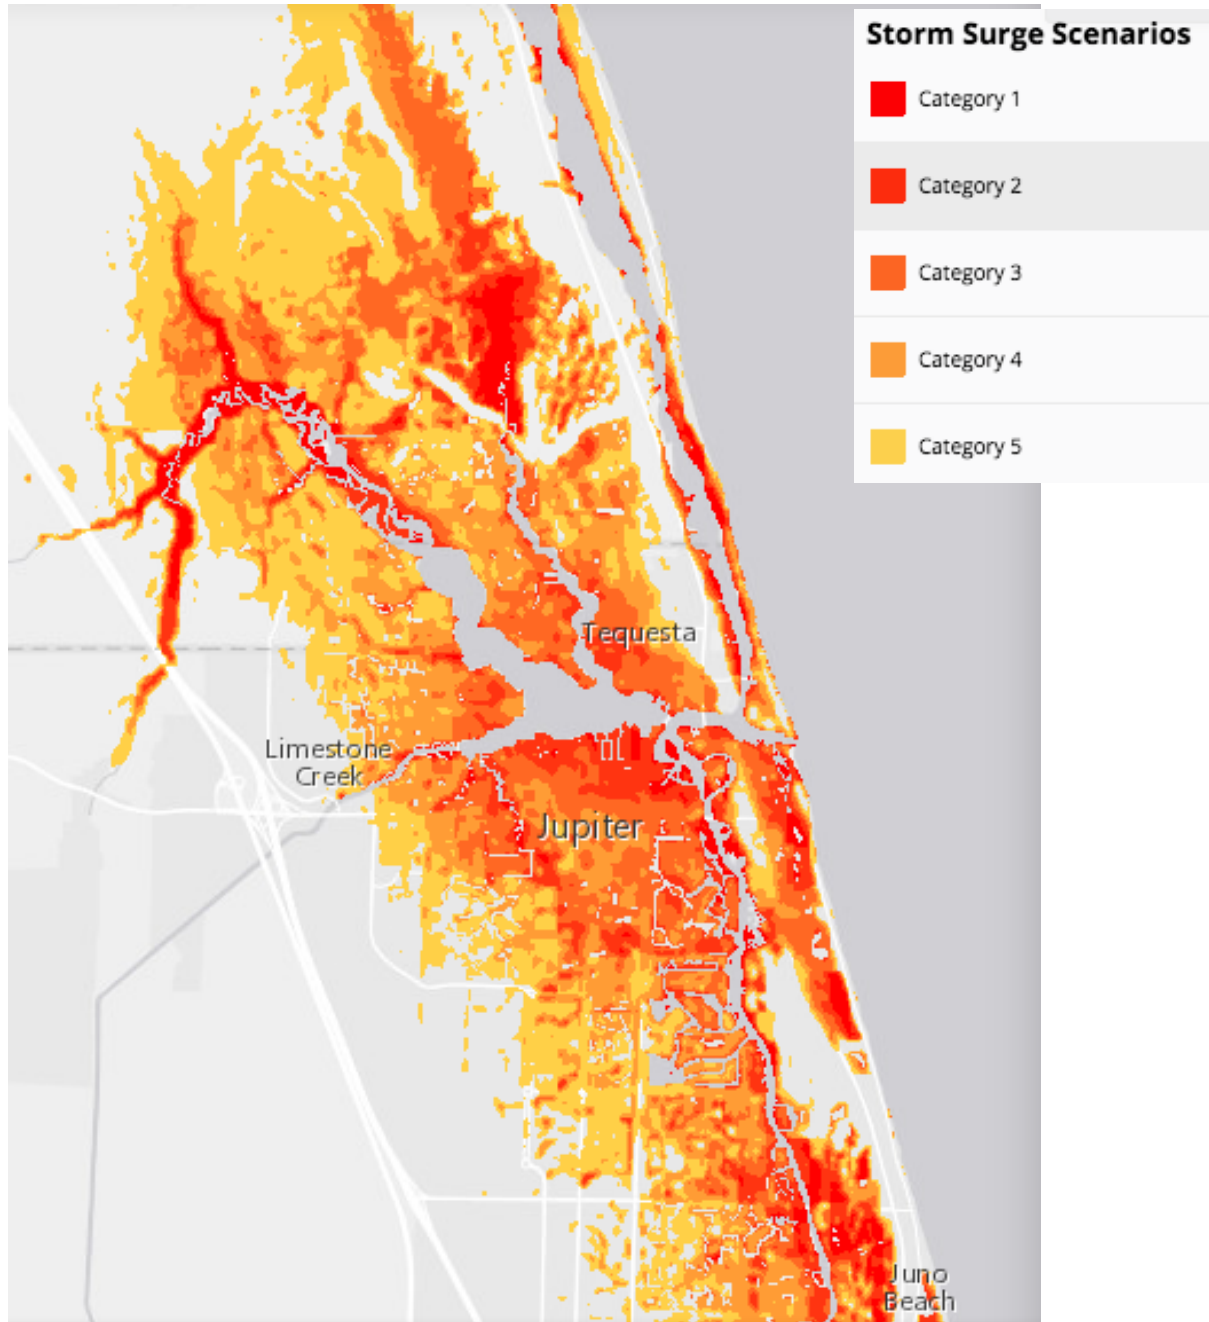 Storm Surge Scenarios
Category 1
Category 2
Category 3
Category 4
Category 5
Tequesta
Limestone
Creek
Jupiter
Juno
Beach